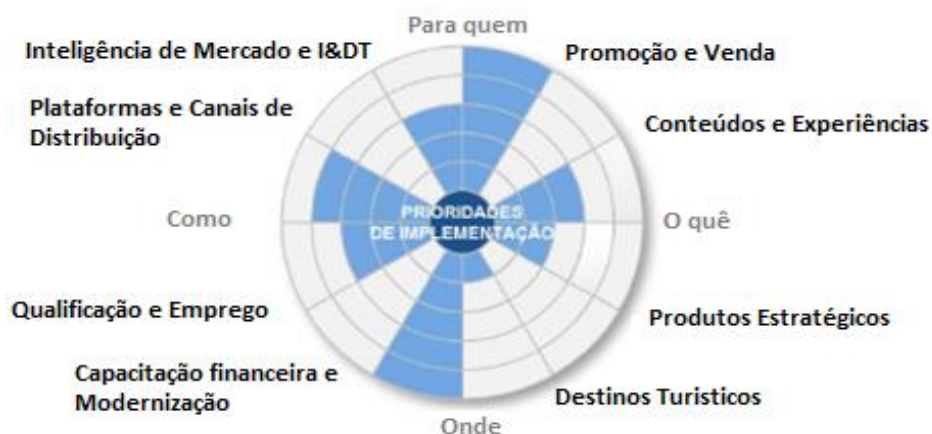 Para quem
Inteligência de Mercado e I&DT
Promoção e Venda
Plataformas e Canais de
Distribuição
Conteúdos e Experiências
Como
PRIORIDADES
DE IMPLEMENTAÇÃO
O quê
Qualificação e Emprego
Produtos Estratégicos
Capacitação financeira e
Modernização
Destinos Turisticos
Onde